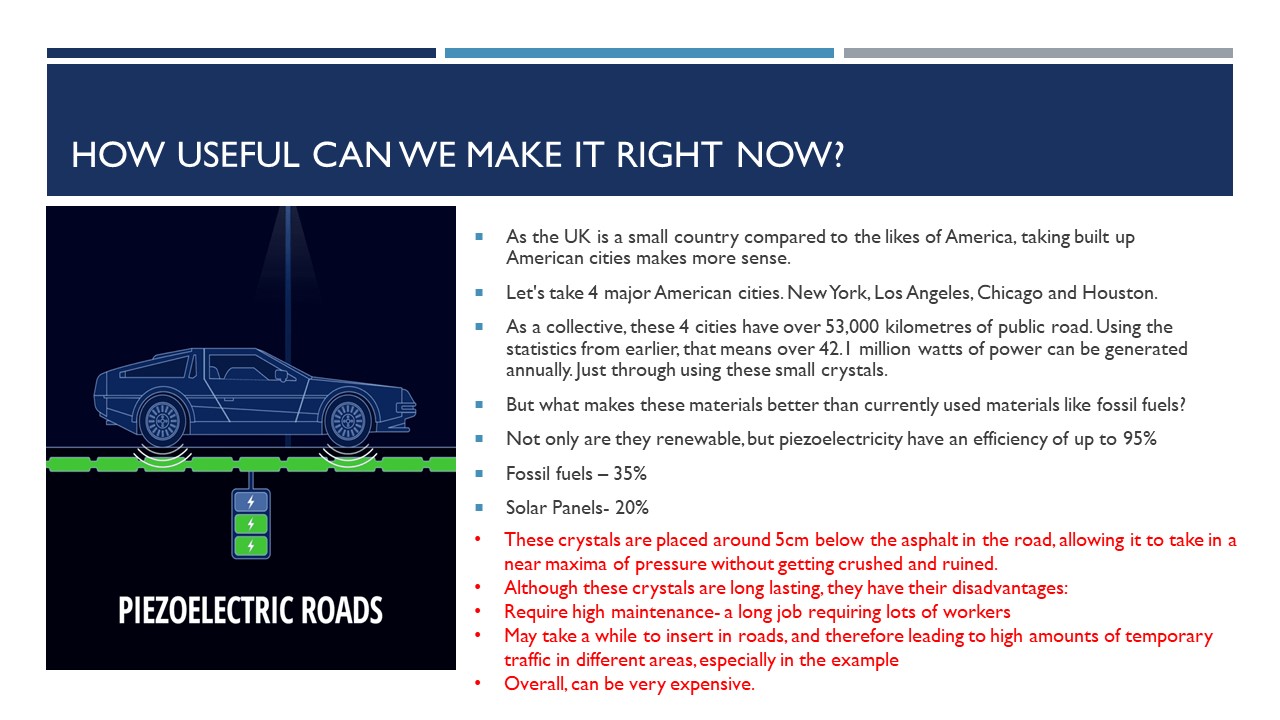 HOW USEFUL CAN WE MAKE IT RIGHT NOW?
As the UK is a small country compared to the likes of America, taking built up
American cities makes more sense.
Let's take 4 major American cities. New York, Los Angeles, Chicago and Houston.
As a collective, these 4 cities have over 53,000 kilometres of public road. Using the
statistics from earlier, that means over 42.1 million watts of power can be generated
annually. Just through using these small crystals.
But what makes these materials better than currently used materials like fossil fuels?
Not only are they renewable, but piezoelectricity have an efficiency of up to 95%
Fossil fuels – 35%
Solar Panels- 20%
These crystals are placed around 5cm below the asphalt in the road, allowing it to take in a
near maxima of pressure without getting crushed and ruined.
Although these crystals are long lasting, they have their disadvantages:
Require high maintenance- a long job requiring lots of workers
May take a while to insert in roads, and therefore leading to high amounts of temporary
traffic in different areas, especially in the example
Overall, can be very expensive.
PIEZOELECTRIC ROADS